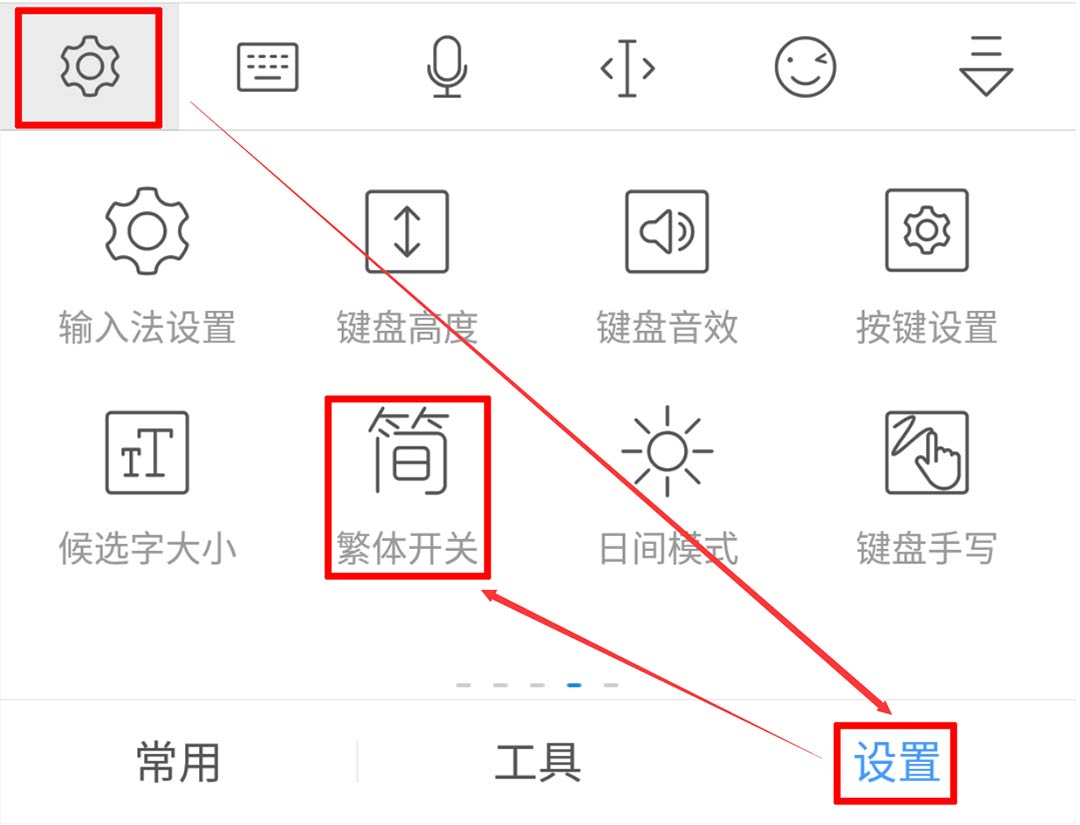 输入法设置 键盘高度 键盘音效 按键设置
TT 简
繁体开关
候选字大小 日间模式 键盘手写
常用 工具 设置